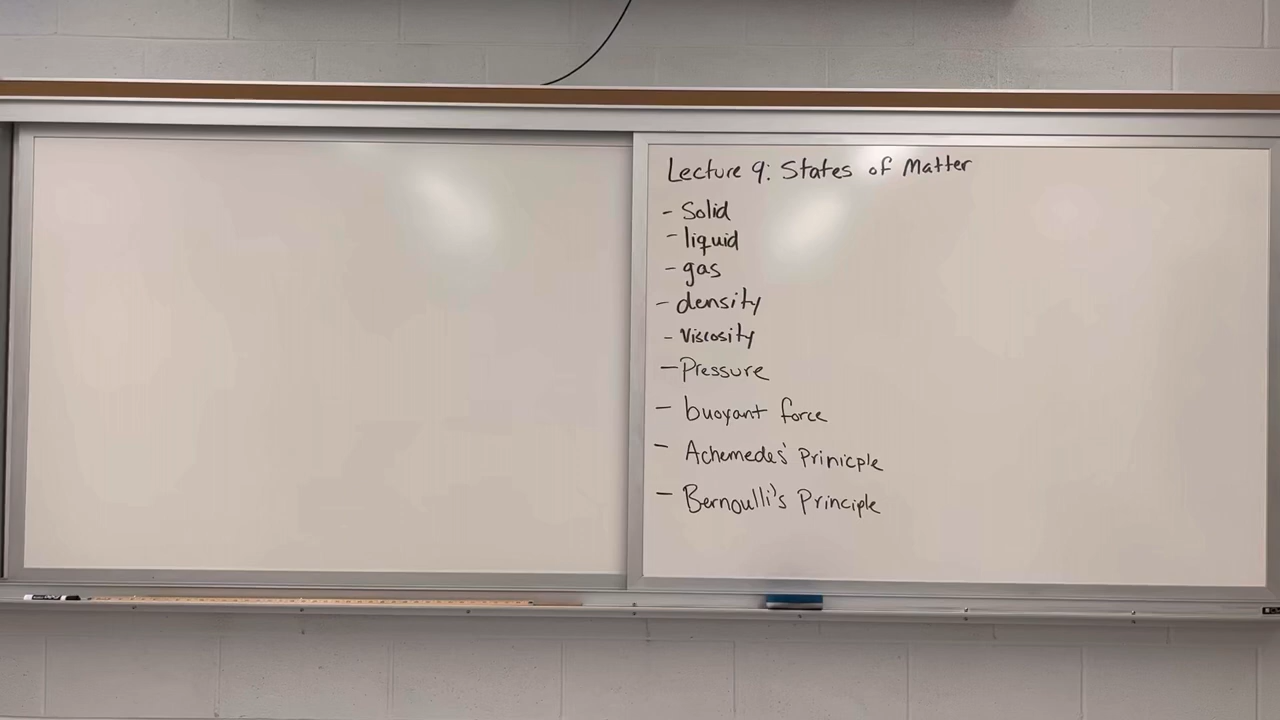 Lecture 9: States of Matter
- Solid
- liquid
- gas
- density
- Viscosity
- Pressure
- buoyant force
- Achemedes' Prinicple
- Bernoulli's Principle